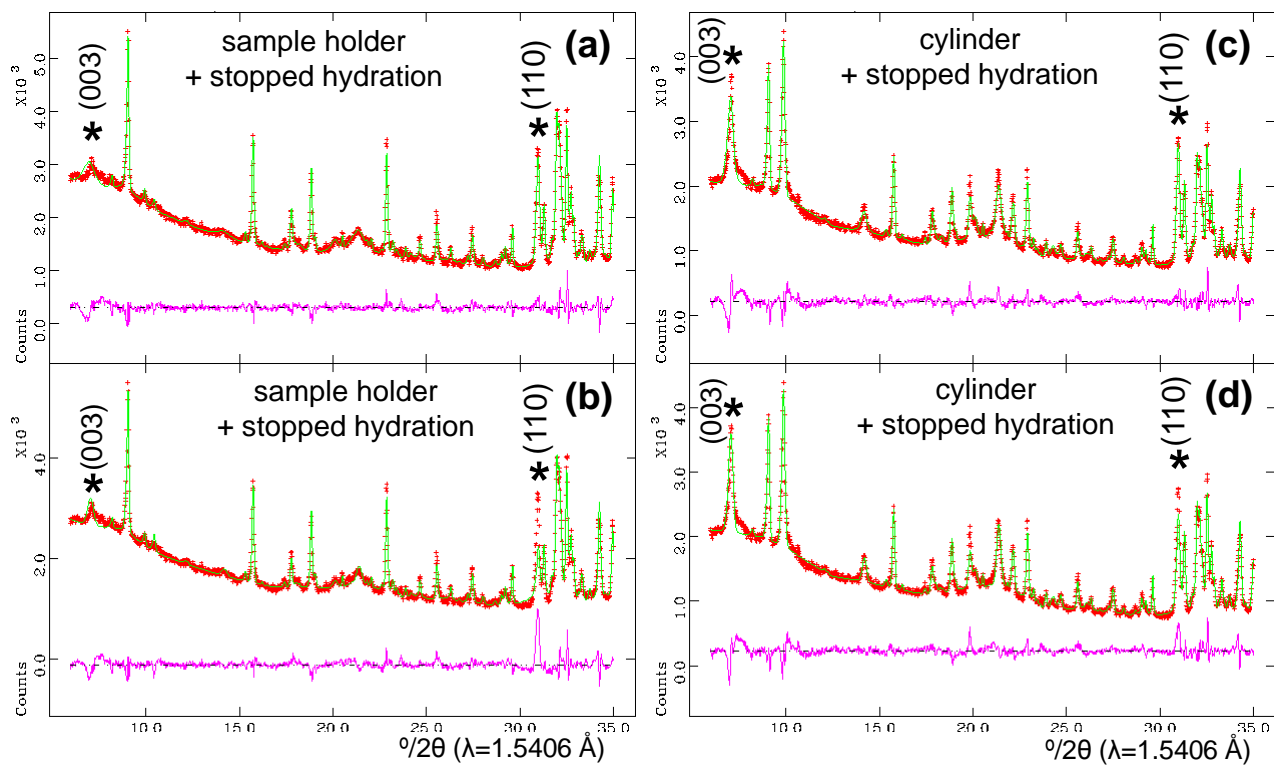 sample holder
+ stopped hydration
(a)
* (003)
* (110)
X10 3
5.0
4.0
3.0
2.0
1.0
0.0
Counts
cylinder
+ stopped hydration
(c)
(003)
*
* (110)
X10 3
4.0
3.0
2.0
1.0
0.0
Counts
sample holder
+ stopped hydration
(b)
* (003)
* (110)
X10 3
4.0
2.0
0.0
Counts
10.0 15.0 20.0 25.0 30.0 35.0
º/2θ (λ=1.5406 Å)
cylinder
+ stopped hydration
(d)
(003)
*
* (110)
X10 3
4.0
3.0
2.0
1.0
0.0
Counts
10.0 15.0 20.0 25.0 30.0 35.0
º/2θ (λ=1.5406 Å)